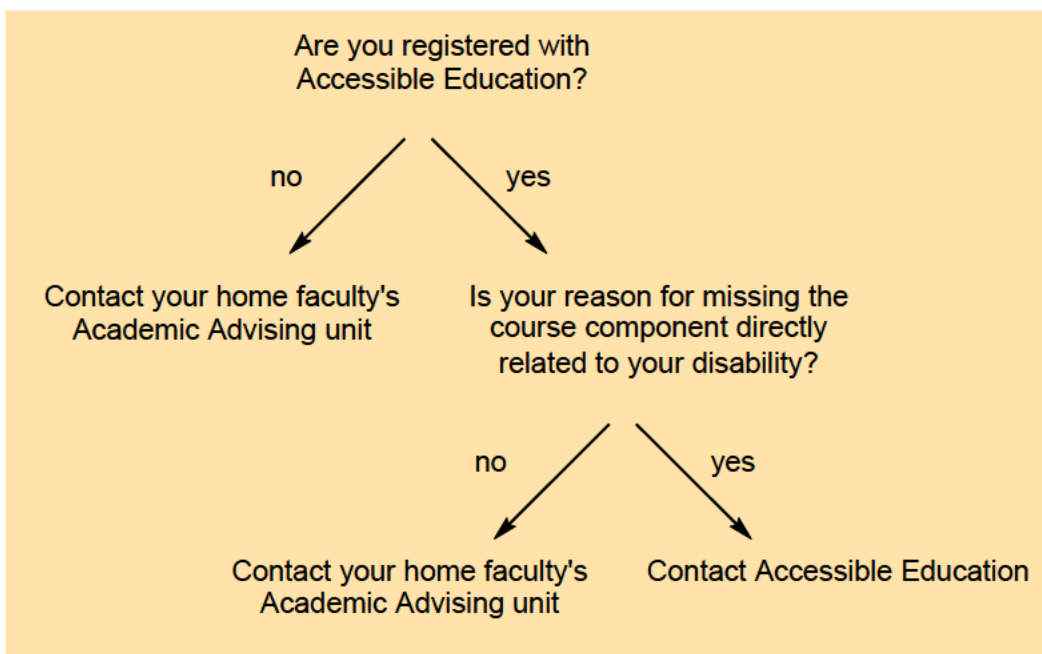 Are you registered with
Accessible Education?
no
yes
Contact your home faculty's
Academic Advising unit
Is your reason for missing the
course component directly
related to your disability?
no
yes
Contact your home faculty's
Academic Advising unit
Contact Accessible Education